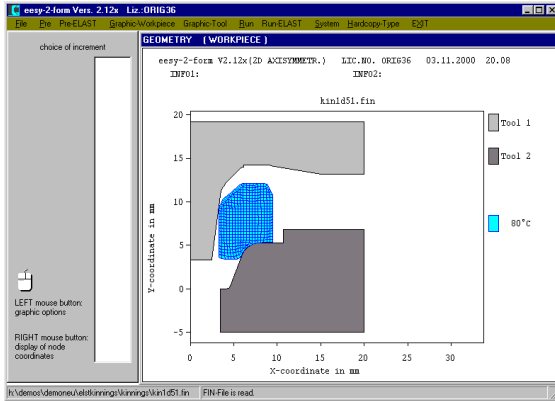 eesy-2-form Vers. 2.12x Liz.:ORIG36
File Pre Pre-ELAST Graphic-Workpiece Graphic-Tool Run Run-ELAST System Hardcopy-Type EXIT
choice of increment
GEOMETRY (WORKPIECE)
eesy-2-form V2.12x(2D AXISYMMETR.) LIC.NO. ORIG36 03.11.2000 20.08
INFO1: INFO2:
kin1d51.fin
20
15
10
5
0
-5
Y-coordinate in mm
0 5 10 15 20 25 30
X-coordinate in mm
Tool 1
Tool 2
80°C
LEFT mouse button:
graphic options
RIGHT mouse button:
display of node
coordinates
h:\demos\demoneu\elstkinnings\kinnings\kin1d51.fin FIN-File is read.